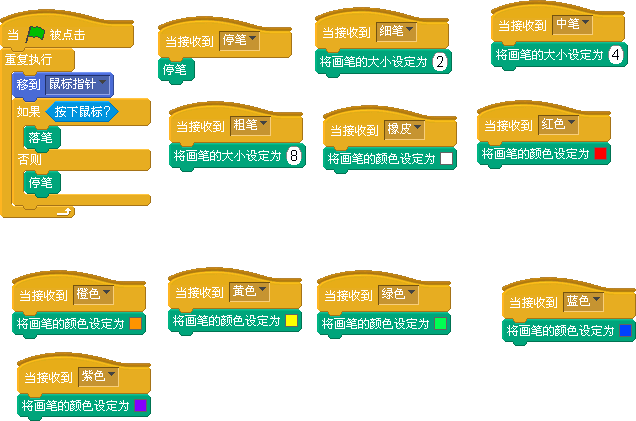 当 被点击
重复执行
移到 鼠标指针
如果 按下鼠标?
落笔
否则
停笔
当接收到 停笔
停笔
当接收到 细笔
将画笔的大小设定为 2
当接收到 中笔
将画笔的大小设定为 4
当接收到 粗笔
将画笔的大小设定为 8
当接收到 橡皮
将画笔的颜色设定为
当接收到 红色
将画笔的颜色设定为
当接收到 橙色
将画笔的颜色设定为
当接收到 黄色
将画笔的颜色设定为
当接收到 绿色
将画笔的颜色设定为
当接收到 蓝色
将画笔的颜色设定为
当接收到 紫色
将画笔的颜色设定为